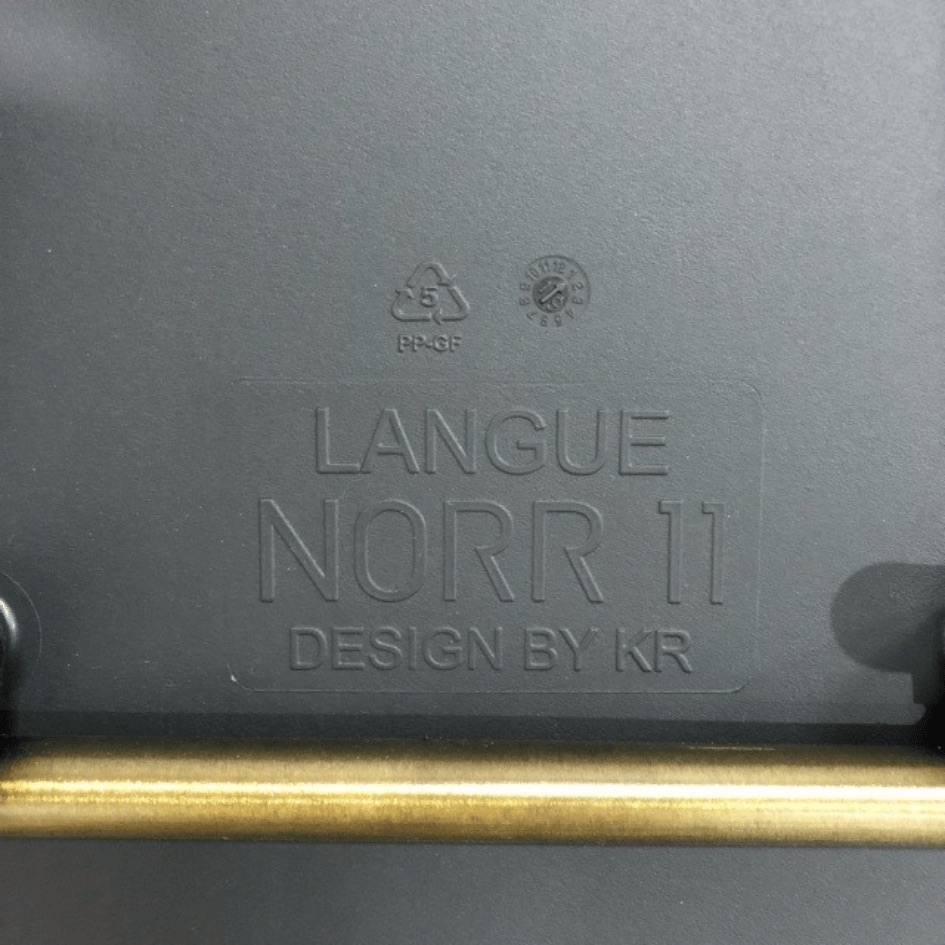 5
PP-GF
LANGUE
NORR 11
DESIGN BY KR